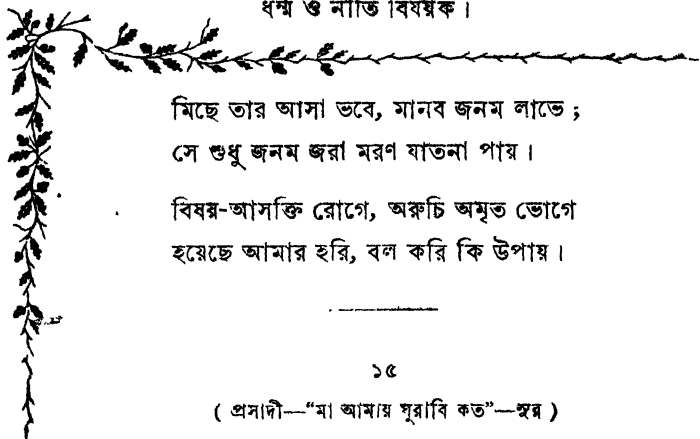 ধর্ম্ম ও নীতি বিষয়ক।
মিছে তার আসা ভবে, মানব জনম লাভে;
সে শুধু জনম জরা মরণ যাতনা পায়।
বিষয়-আসক্তি রোগে, অরুচি অমৃত ভোগে
হয়েছে আমার হরি, বল করি কি উপায়।
১৫
( প্রসাদী—“মা আমায় ঘুরাবি কত”—সুর )